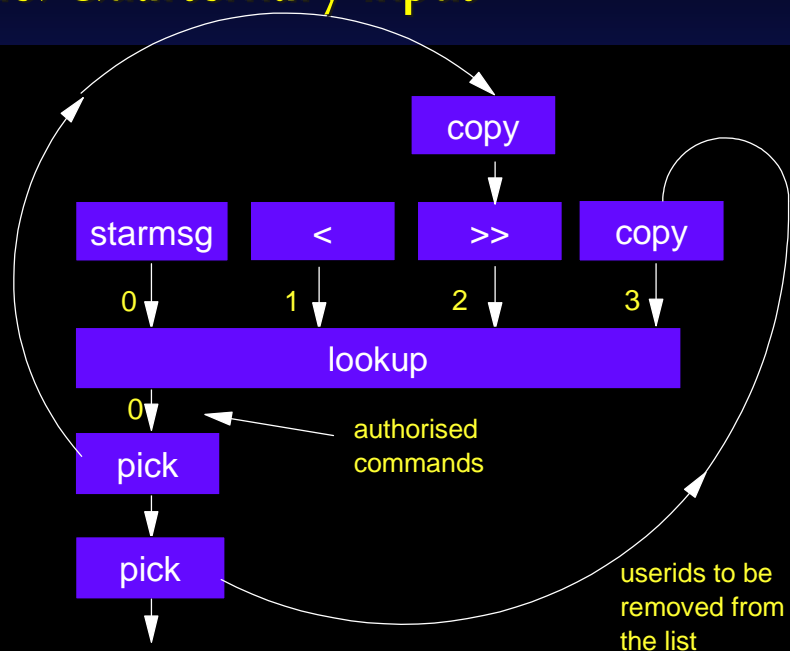 input
copy
starmsg < >> copy
0 1 2 3
lookup
0
authorised
commands
pick
pick
userids to be
removed from
the list